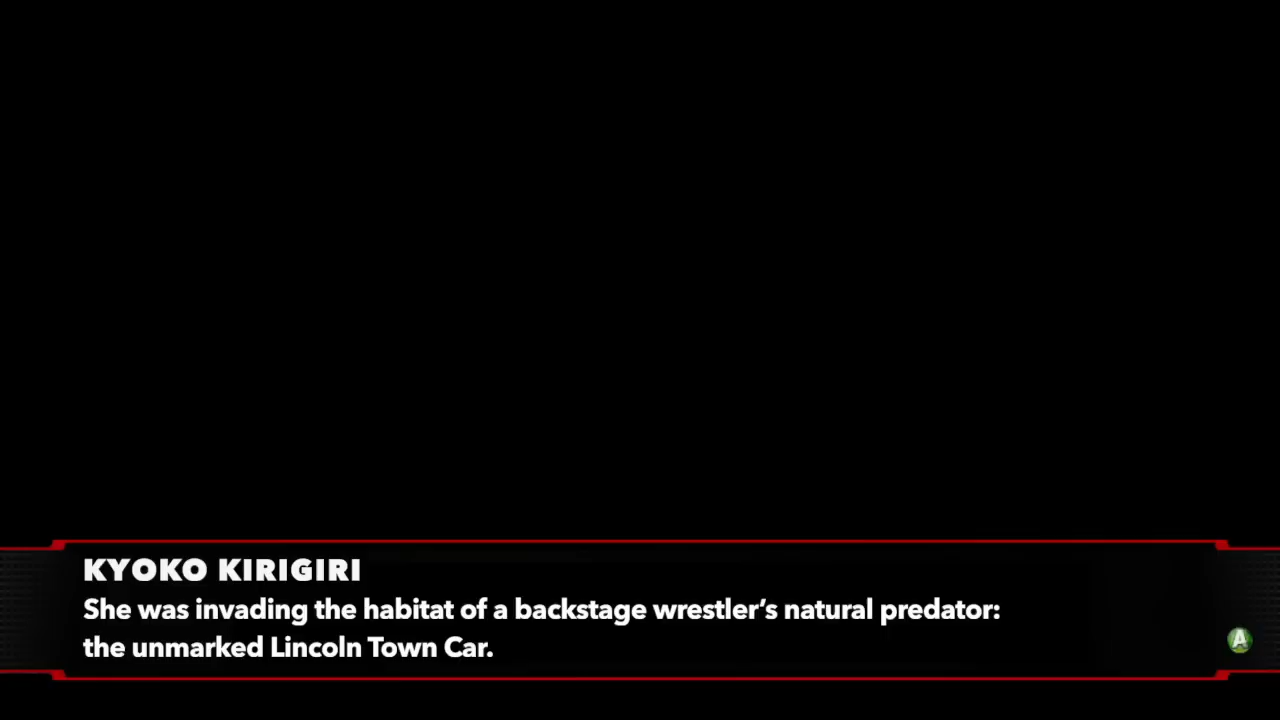 KYOKO KIRIGIRI
She was invading the habitat of a backstage wrestler’s natural predator:
the unmarked Lincoln Town Car.
A